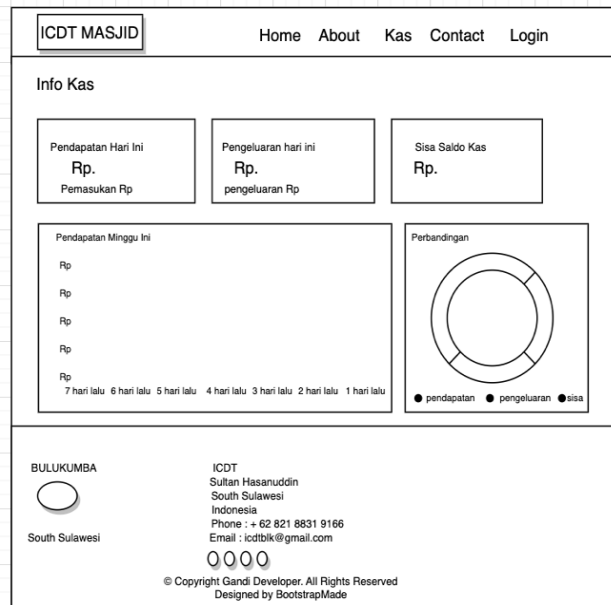 ICDT MASJID
Home About Kas Contact Login
Info Kas
Pendapatan Hari Ini
Rp.
Pemasukan Rp
Pengeluaran hari ini
Rp.
pengeluaran Rp
Sisa Saldo Kas
Rp.
Pendapatan Minggu Ini
Rp
Rp
Rp
Rp
Rp
7 hari lalu 6 hari lalu 5 hari lalu 4 hari lalu 3 hari lalu 2 hari lalu 1 hari lalu
Perbandingan
pendapatan pengeluaran sisa
BULUKUMBA
South Sulawesi
ICDT
Sultan Hasanuddin
South Sulawesi
Indonesia
Phone : + 62 821 8831 9166
Email : icdtblk@gmail.com
© Copyright Gandi Developer. All Rights Reserved
Designed by BootstrapMade